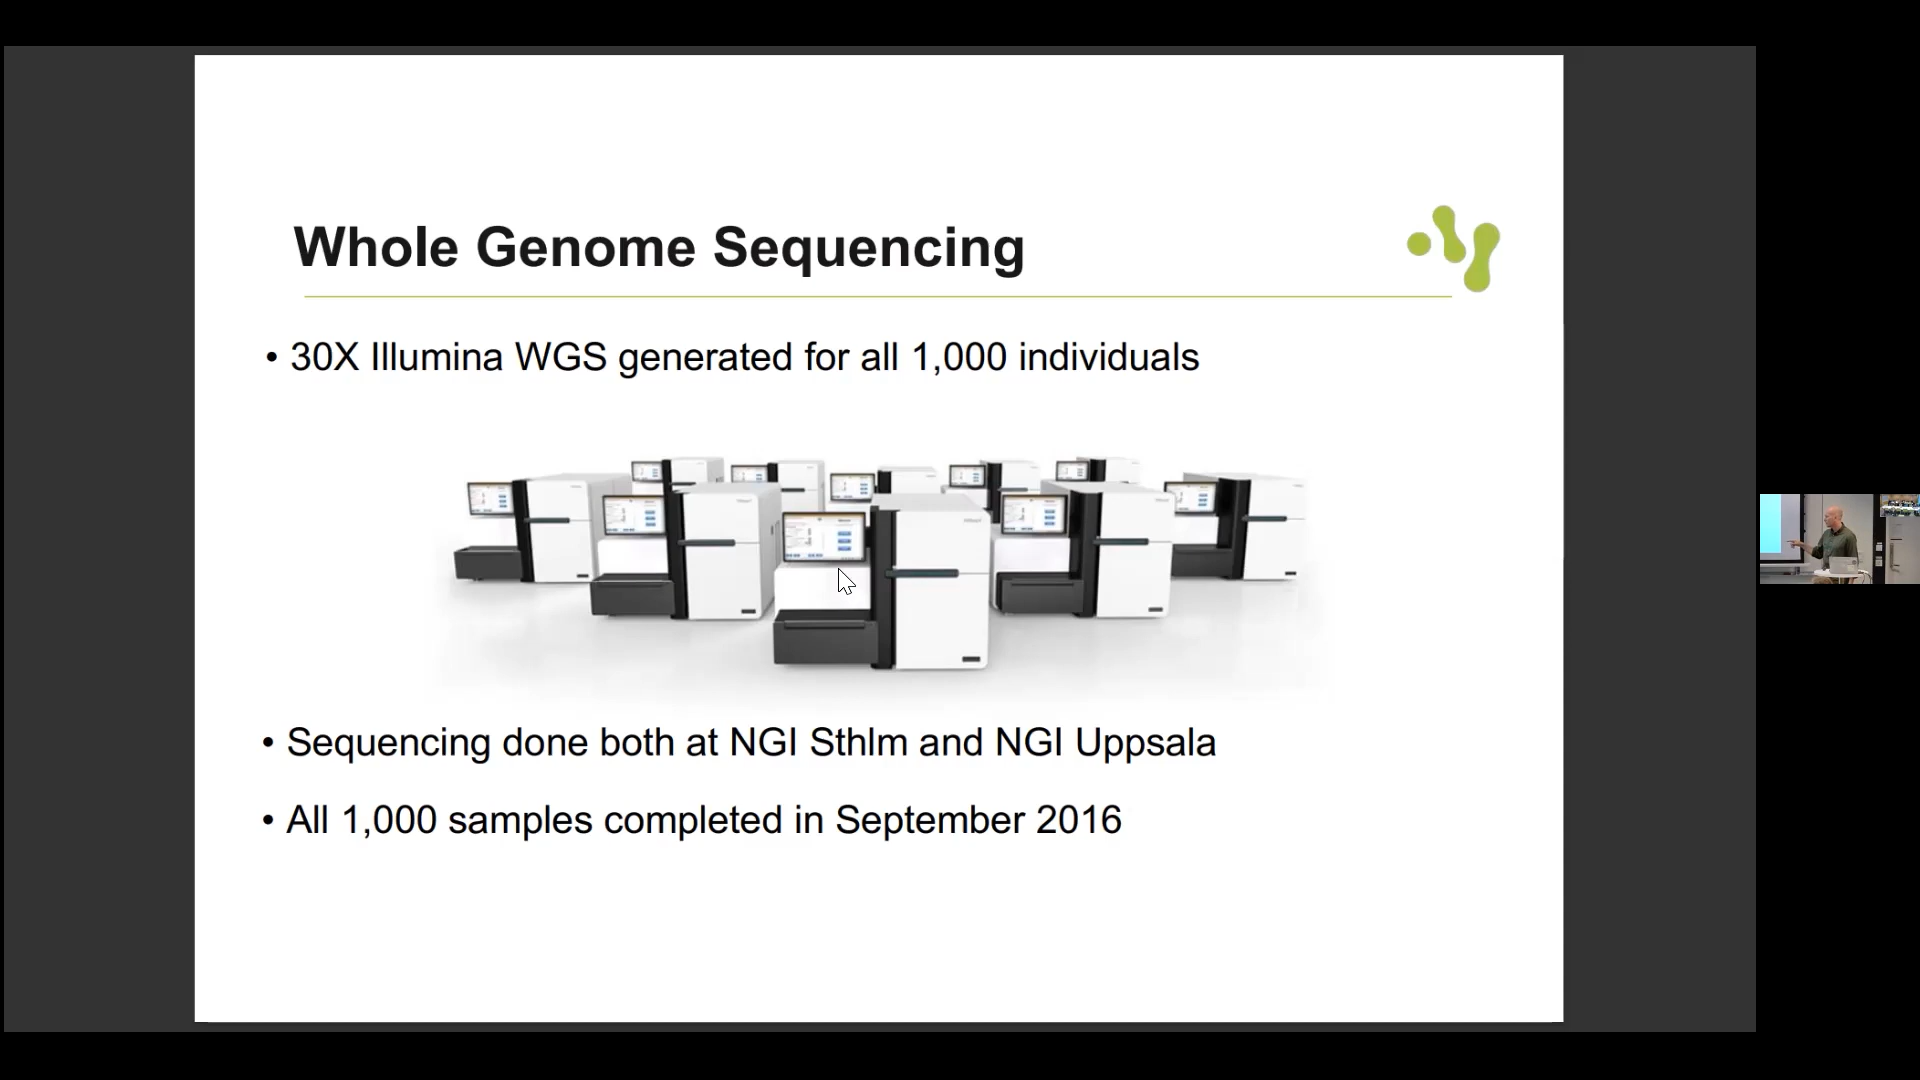 Whole Genome Sequencing
• 30X Illumina WGS generated for all 1,000 individuals
• Sequencing done both at NGI Sthlm and NGI Uppsala
• All 1,000 samples completed in September 2016